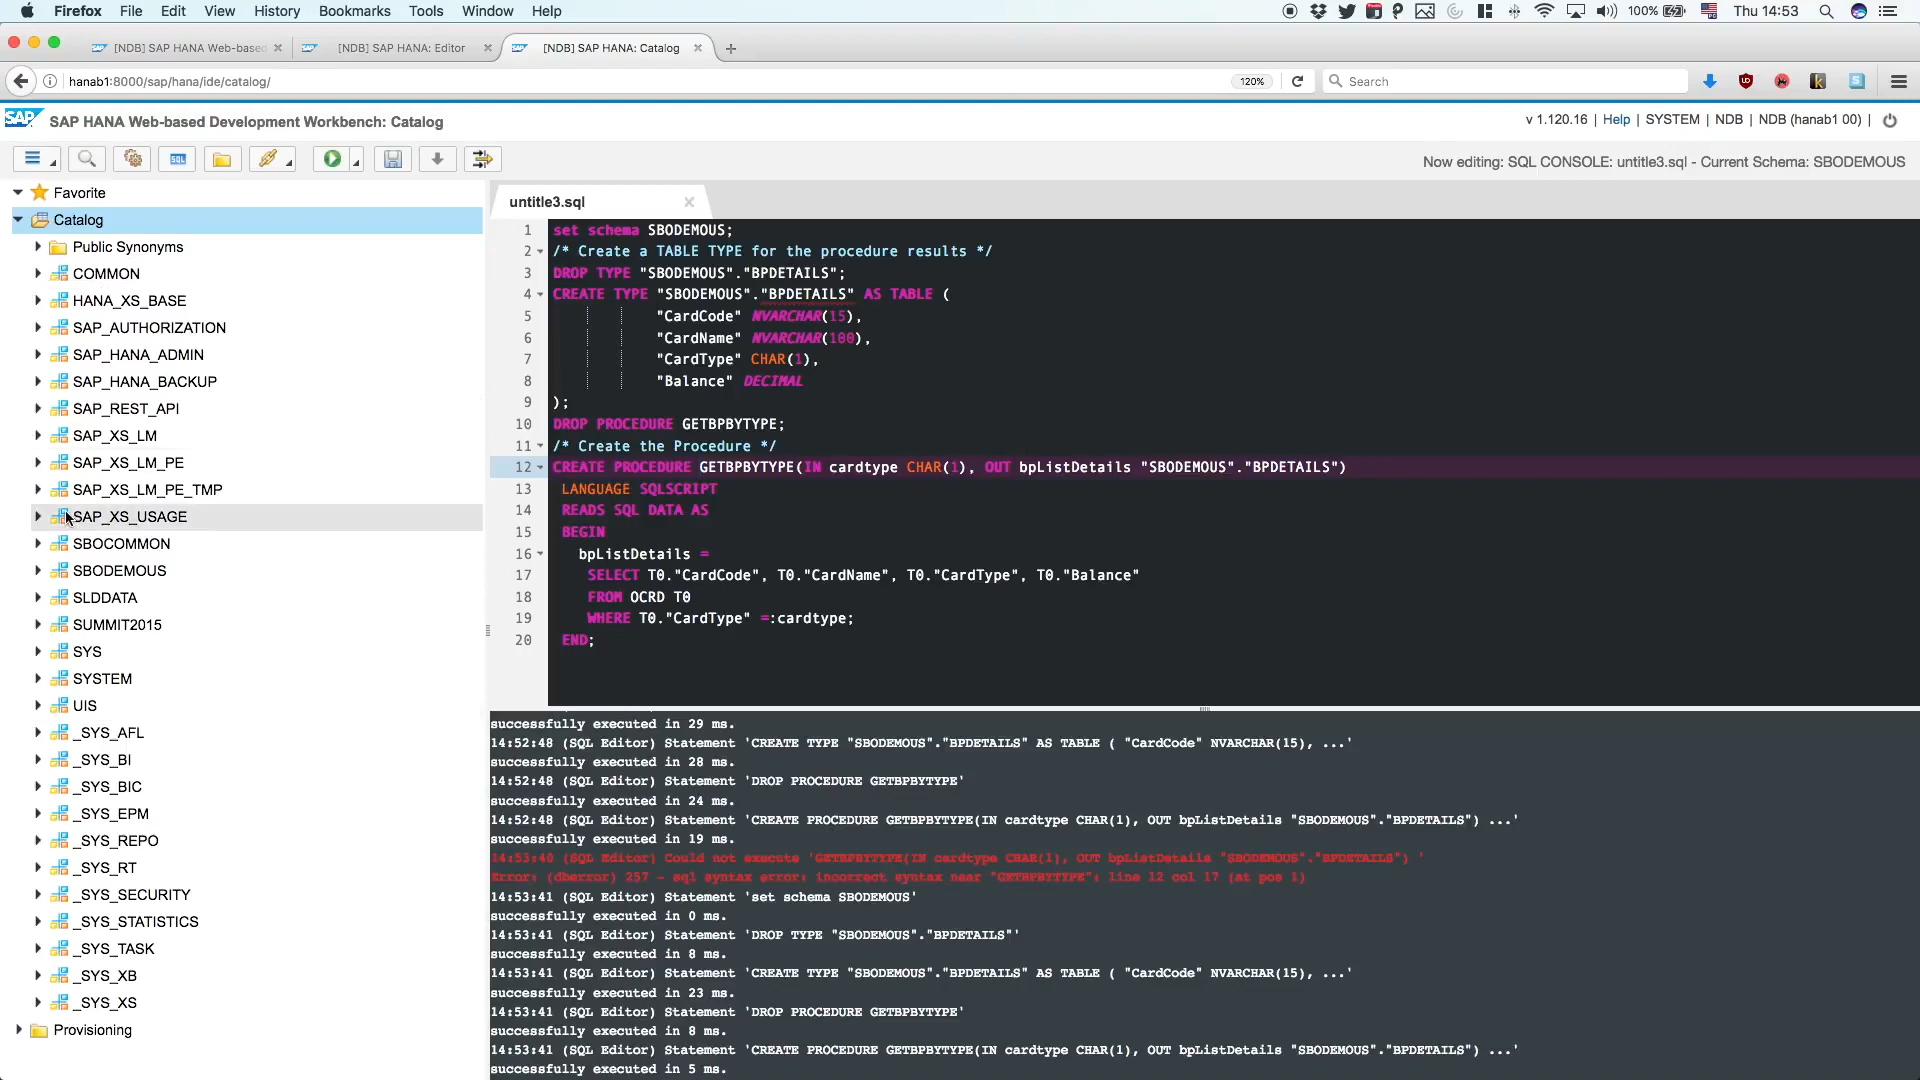 Firefox File Edit View History Bookmarks Tools Window Help 100% Thu 14:53
[NDB] SAP HANA Web-based [NDB] SAP HANA: Editor [NDB] SAP HANA: Catalog
hanab1:8000/sap/hana/ide/catalog/ 120% Search
SAP SAP HANA Web-based Development Workbench: Catalog v 1.120.16 | Help | SYSTEM | NDB | NDB (hanab1 00) |
SQL Now editing: SQL CONSOLE: untitle3.sql - Current Schema: SBODEMOUS
Favorite
Catalog
Public Synonyms
COMMON
HANA_XS_BASE
SAP_AUTHORIZATION
SAP_HANA_ADMIN
SAP_HANA_BACKUP
SAP_REST_API
SAP_XS_LM
SAP_XS_LM_PE
SAP_XS_LM_PE_TMP
SAP_XS_USAGE
SBOCOMMON
SBODEMOUS
SLDDATA
SUMMIT2015
SYS
SYSTEM
UIS
_SYS_AFL
_SYS_BI
_SYS_BIC
_SYS_EPM
_SYS_REPO
_SYS_RT
_SYS_SECURITY
_SYS_STATISTICS
_SYS_TASK
_SYS_XB
_SYS_XS
Provisioning
untitle3.sql
1 set schema SBODEMOUS;
2 /* Create a TABLE TYPE for the procedure results */
3 DROP TYPE "SBODEMOUS"."BPDETAILS";
4 CREATE TYPE "SBODEMOUS"."BPDETAILS" AS TABLE (
5 "CardCode" NVARCHAR(15),
6 "CardName" NVARCHAR(100),
7 "CardType" CHAR(1),
8 "Balance" DECIMAL
9 );
10 DROP PROCEDURE GETBPBYTYPE;
11 /* Create the Procedure */
12 CREATE PROCEDURE GETBPBYTYPE(IN cardtype CHAR(1), OUT bpListDetails "SBODEMOUS"."BPDETAILS")
13 LANGUAGE SQLSCRIPT
14 READS SQL DATA AS
15 BEGIN
16 bpListDetails =
17 SELECT T0."CardCode", T0."CardName", T0."CardType", T0."Balance"
18 FROM OCRD T0
19 WHERE T0."CardType" =:cardtype;
20 END;
successfully executed in 29 ms.
14:52:48 (SQL Editor) Statement 'CREATE TYPE "SBODEMOUS"."BPDETAILS" AS TABLE ( "CardCode" NVARCHAR(15), ...'
successfully executed in 28 ms.
14:52:48 (SQL Editor) Statement 'DROP PROCEDURE GETBPBYTYPE'
successfully executed in 24 ms.
14:52:48 (SQL Editor) Statement 'CREATE PROCEDURE GETBPBYTYPE(IN cardtype CHAR(1), OUT bpListDetails "SBODEMOUS"."BPDETAILS") ...'
successfully executed in 19 ms.
14:53:40 (SQL Editor) Could not execute 'GETBPBYTYPE(IN cardtype CHAR(1), OUT bpListDetails "SBODEMOUS"."BPDETAILS") '
Error: (dberror) 257 - sql syntax error: incorrect syntax near "GETBPBYTYPE": line 12 col 17 (at pos 1)
14:53:41 (SQL Editor) Statement 'set schema SBODEMOUS'
successfully executed in 0 ms.
14:53:41 (SQL Editor) Statement 'DROP TYPE "SBODEMOUS"."BPDETAILS"'
successfully executed in 8 ms.
14:53:41 (SQL Editor) Statement 'CREATE TYPE "SBODEMOUS"."BPDETAILS" AS TABLE ( "CardCode" NVARCHAR(15), ...'
successfully executed in 23 ms.
14:53:41 (SQL Editor) Statement 'DROP PROCEDURE GETBPBYTYPE'
successfully executed in 8 ms.
14:53:41 (SQL Editor) Statement 'CREATE PROCEDURE GETBPBYTYPE(IN cardtype CHAR(1), OUT bpListDetails "SBODEMOUS"."BPDETAILS") ...'
successfully executed in 5 ms.